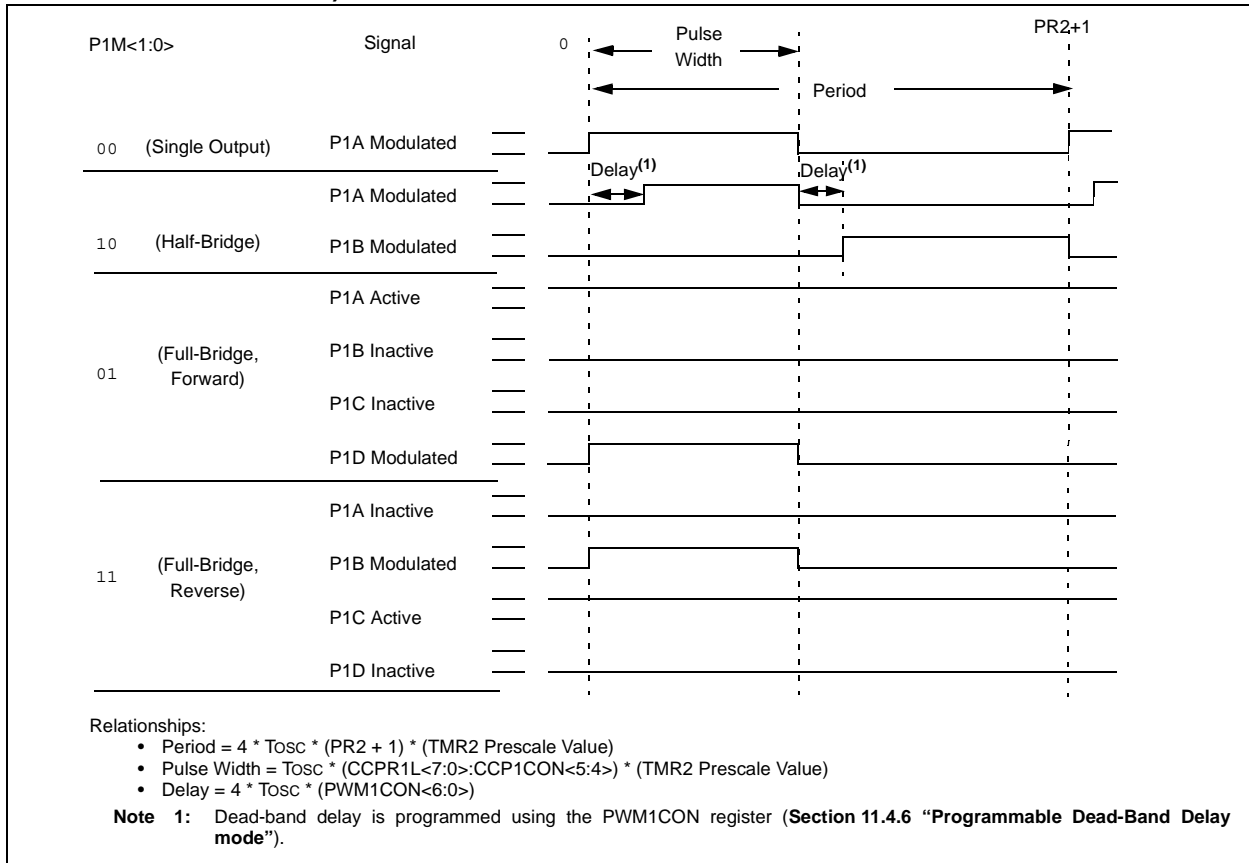 P1M<1:0> Signal 0 Pulse Width PR2+1
Period
00 (Single Output) P1A Modulated
Delay(1) Delay(1)
P1A Modulated
10 (Half-Bridge) P1B Modulated
P1A Active
01 (Full-Bridge, Forward) P1B Inactive
P1C Inactive
P1D Modulated
P1A Inactive
11 (Full-Bridge, Reverse) P1B Modulated
P1C Active
P1D Inactive
Relationships:
• Period = 4 * TOSC * (PR2 + 1) * (TMR2 Prescale Value)
• Pulse Width = TOSC * (CCPR1L<7:0>:CCP1CON<5:4>) * (TMR2 Prescale Value)
• Delay = 4 * TOSC * (PWM1CON<6:0>)
Note 1: Dead-band delay is programmed using the PWM1CON register (Section 11.4.6 “Programmable Dead-Band Delay
mode”).